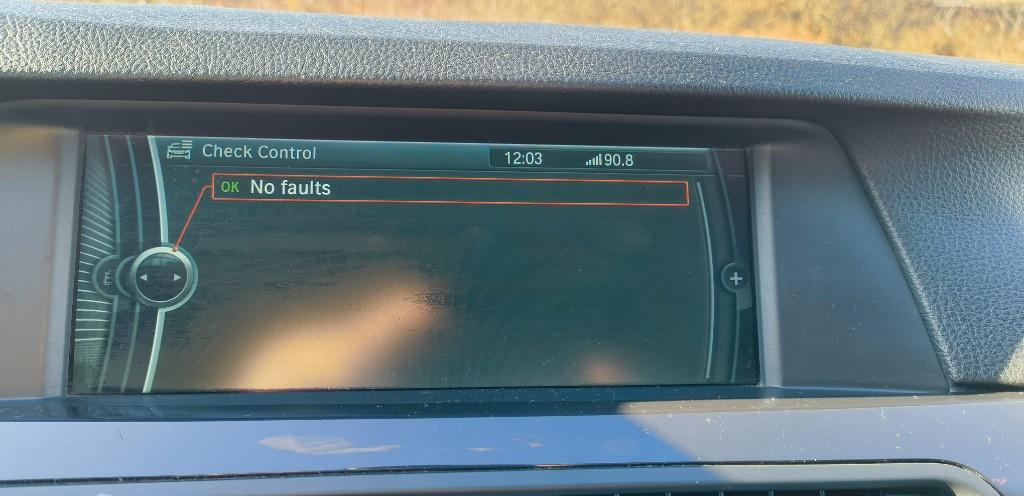 Check Control 12:03 90.8
OK No faults